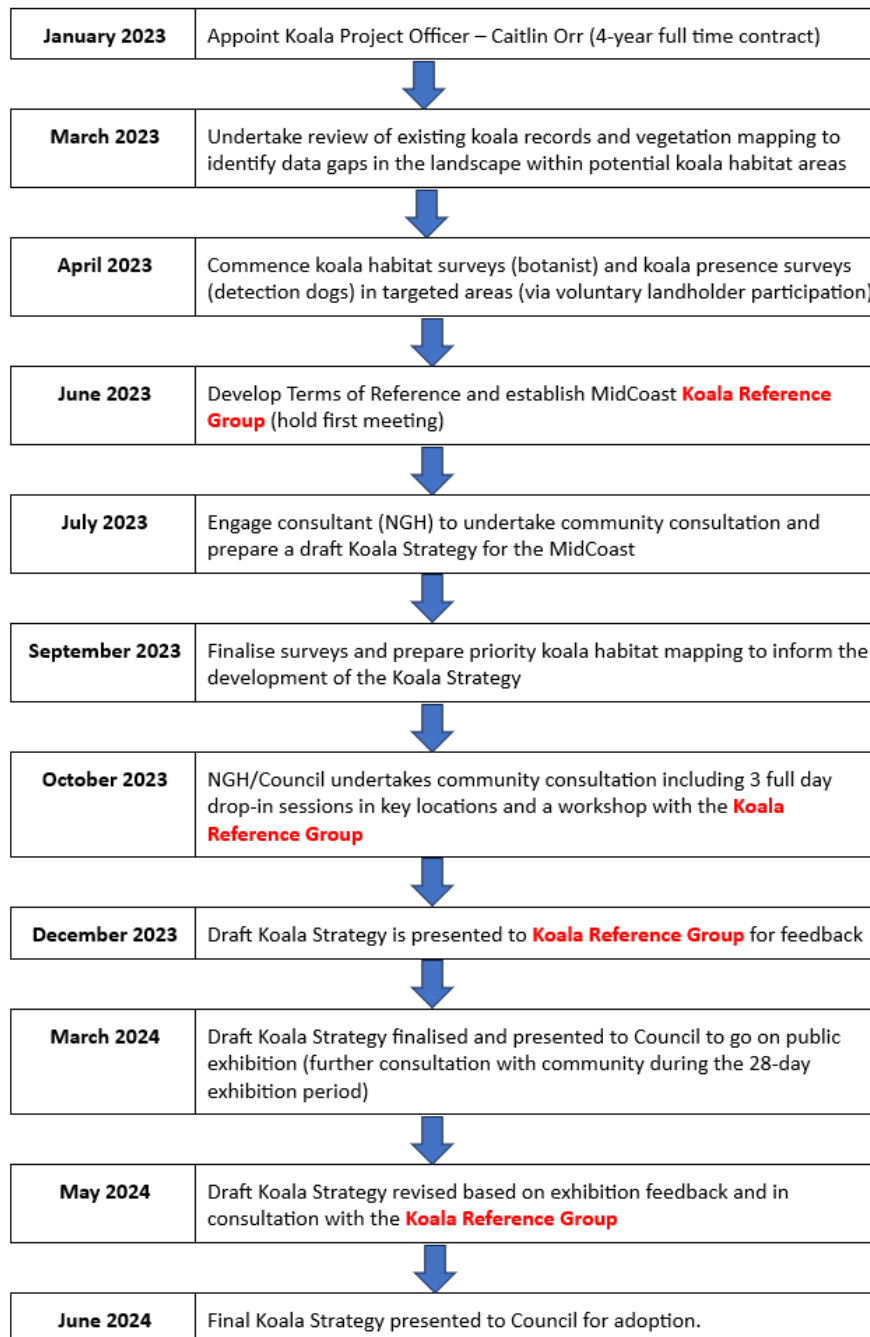 January 2023
Appoint Koala Project Officer – Caitlin Orr (4-year full time contract)
March 2023
Undertake review of existing koala records and vegetation mapping to
identify data gaps in the landscape within potential koala habitat areas
April 2023
Commence koala habitat surveys (botanist) and koala presence surveys
(detection dogs) in targeted areas (via voluntary landholder participation)
June 2023
Develop Terms of Reference and establish MidCoast Koala Reference
Group (hold first meeting)
July 2023
Engage consultant (NGH) to undertake community consultation and
prepare a draft Koala Strategy for the MidCoast
September 2023
Finalise surveys and prepare priority koala habitat mapping to inform the
development of the Koala Strategy
October 2023
NGH/Council undertakes community consultation including 3 full day
drop-in sessions in key locations and a workshop with the Koala
Reference Group
December 2023
Draft Koala Strategy is presented to Koala Reference Group for feedback
March 2024
Draft Koala Strategy finalised and presented to Council to go on public
exhibition (further consultation with community during the 28-day
exhibition period)
May 2024
Draft Koala Strategy revised based on exhibition feedback and in
consultation with the Koala Reference Group
June 2024
Final Koala Strategy presented to Council for adoption.